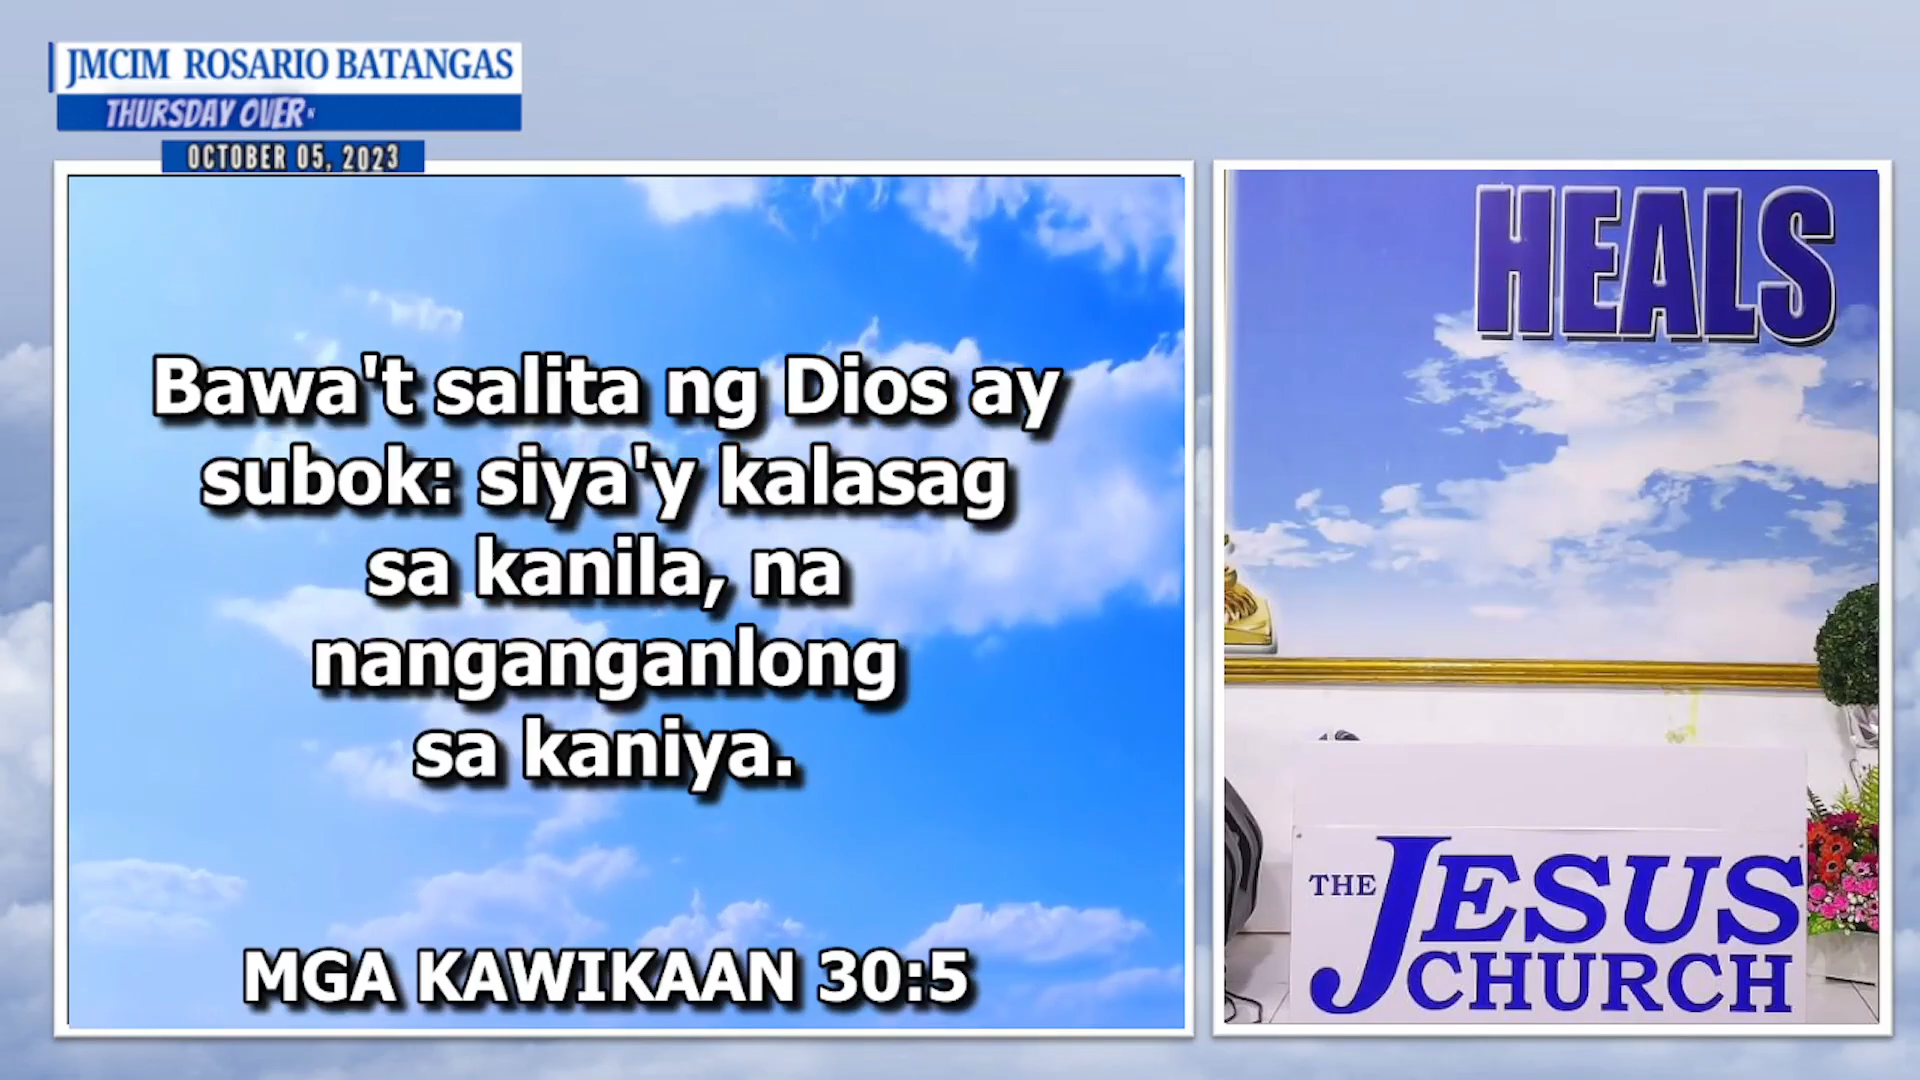 JMCIM ROSARIO BATANGAS
THURSDAY OVER
OCTOBER 05, 2023
Bawa't salita ng Dios ay
subok: siya'y kalasag
sa kanila, na
nanganganlong
sa kaniya.
MGA KAWIKAAN 30:5
HEALS
THE JESUS
CHURCH